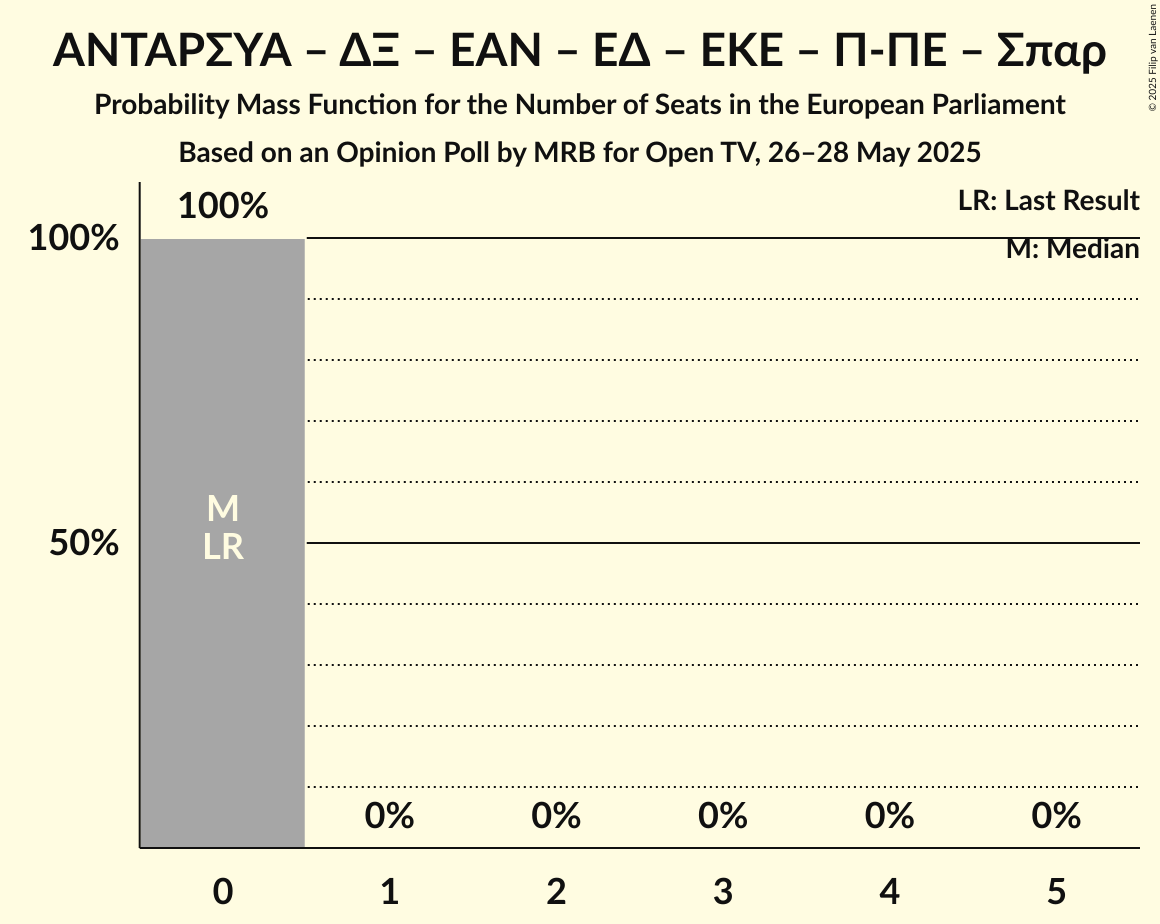 ΑΝΤΑΡΣΥΑ – ΔΞ – ΕΑΝ – ΕΔ – ΕΚΕ – Π-ΠΕ – Σπαρ
Probability Mass Function for the Number of Seats in the European Parliament
Based on an Opinion Poll by MRB for Open TV, 26–28 May 2025
© 2025 Filip van Laenen
LR: Last Result
M: Median
100%
100%
50%
M
LR
0% 0% 0% 0% 0%
0 1 2 3 4 5